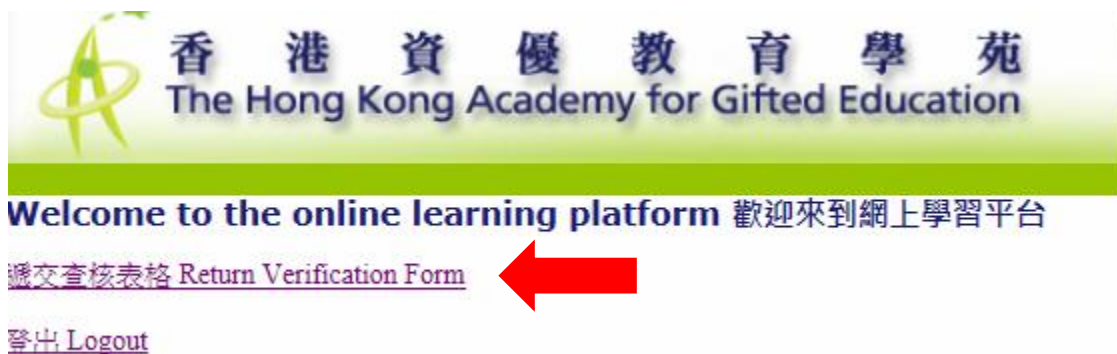 香港資優教育學苑
The Hong Kong Academy for Gifted Education
Welcome to the online learning platform 歡迎來到網上學習平台
遞交查核表格 Return Verification Form
登出 Logout